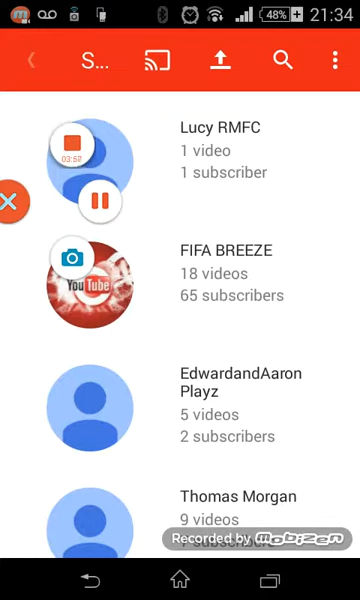 48%
21:34
S...
Lucy RMFC
1 video
1 subscriber
03:50
FIFA BREEZE
18 videos
65 subscribers
YouTube
EdwardandAaron
Playz
5 videos
2 subscribers
Thomas Morgan
9 videos
Recorded by mobizen